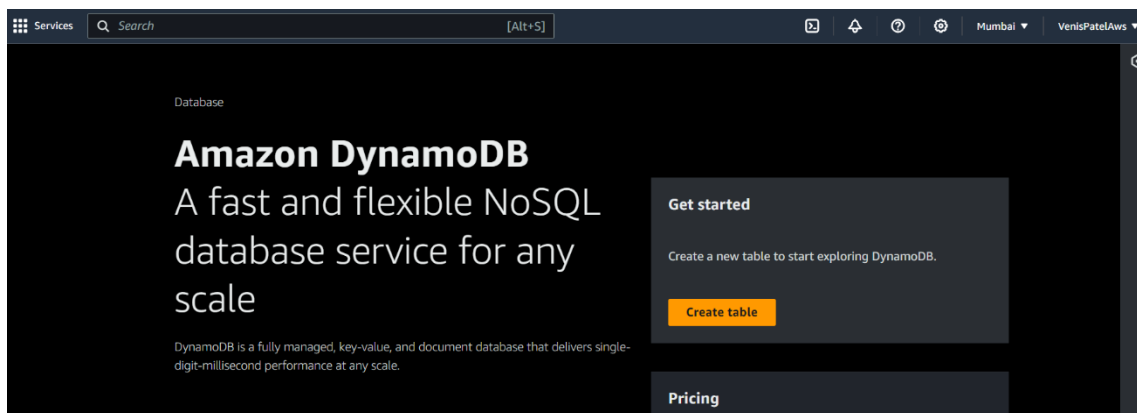 Services
Search
[Alt+S]
Mumbai
VenisPatelAws
Database
Amazon DynamoDB
A fast and flexible NoSQL
database service for any
scale
DynamoDB is a fully managed, key-value, and document database that delivers single-
digit-millisecond performance at any scale.
Get started
Create a new table to start exploring DynamoDB.
Create table
Pricing